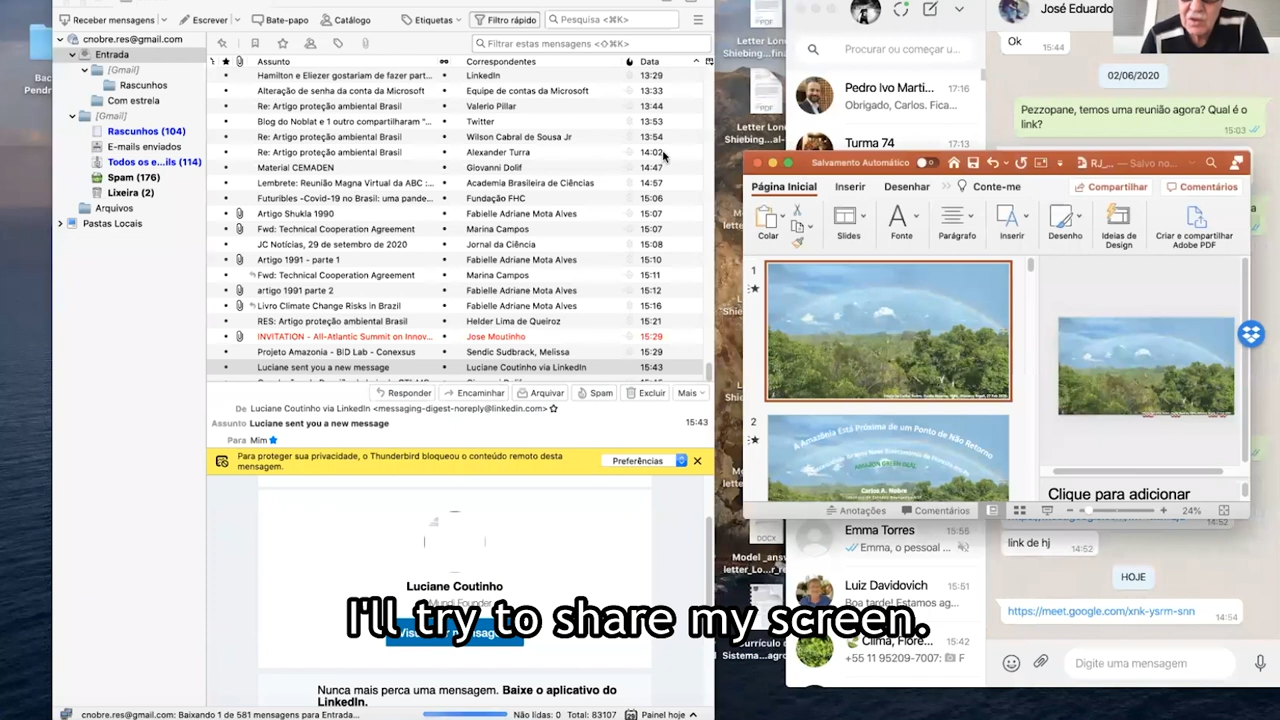 Receber mensagens
Escrever
Bate-papo
Catálogo
Etiquetas
Filtro rápido
Pesquisa <⌘K>
cnobre.res@gmail.com
Entrada
[Gmail]
Rascunhos
Com estrela
[Gmail]
Rascunhos (104)
E-mails enviados
Todos os e...ils (114)
Spam (176)
Lixeira (2)
Arquivos
Pastas Locais
Filtrar estas mensagens <⇧⌘K>
Assunto Correspondentes Data
Hamilton e Eliezer gostariam de fazer part... LinkedIn 13:29
Alteração de senha da conta da Microsoft Equipe de contas da Microsoft 13:33
Re: Artigo proteção ambiental Brasil Valerio Pillar 13:44
Blog do Noblat e 1 outro compartilharam "... Twitter 13:53
Re: Artigo proteção ambiental Brasil Wilson Cabral de Sousa Jr 13:54
Re: Artigo proteção ambiental Brasil Alexander Turra 14:02
Material CEMADEN Giovanni Dolif 14:47
Lembrete: Reunião Magna Virtual da ABC :... Academia Brasileira de Ciências 14:57
Futuribles -Covid-19 no Brasil: uma pande... Fundação FHC 15:06
Artigo Shukla 1990 Fabielle Adriane Mota Alves 15:07
Fwd: Technical Cooperation Agreement Marina Campos 15:07
JC Notícias, 29 de setembro de 2020 Jornal da Ciência 15:08
Artigo 1991 - parte 1 Fabielle Adriane Mota Alves 15:10
Fwd: Technical Cooperation Agreement Marina Campos 15:11
artigo 1991 parte 2 Fabielle Adriane Mota Alves 15:12
Livro Climate Change Risks in Brazil Fabielle Adriane Mota Alves 15:16
RES: Artigo proteção ambiental Brasil Helder Lima de Queiroz 15:21
INVITATION - All-Atlantic Summit on Innov... Jose Moutinho 15:29
Projeto Amazonia - BID Lab - Conexsus Sendic Sudbrack, Melissa 15:29
Luciane sent you a new message Luciane Coutinho via LinkedIn 15:43
Responder
Encaminhar
Arquivar
Spam
Excluir
Mais
De Luciane Coutinho via LinkedIn <messaging-digest-noreply@linkedin.com>
Assunto Luciane sent you a new message 15:43
Para Mim
Para proteger sua privacidade, o Thunderbird bloqueou o conteúdo remoto desta
mensagem.
Preferências
Luciane Coutinho
I'll try to share my screen.
Nunca mais perca uma mensagem. Baixe o aplicativo do
LinkedIn.
cnobre.res@gmail.com: Baixando 1 de 581 mensagens para Entrada...
Não lidas: 0 Total: 83107
Painel hoje
Letter Lon
PDF
Model _ans
letter_Lo...r_re
DOCX
Sistema...agro
Procurar ou começar u...
Pedro Ivo Marti... 17:16
Obrigado, Carlos. Fica...
Turma 74 14:33
José Eduardo
Ok
15:44
02/06/2020
Pezzopane, temos uma reunião agora? Qual é o
link?
15:03
Salvamento Automático
RJ_... — Salvo no...
Página Inicial
Inserir
Desenhar
Conte-me
Compartilhar
Comentários
Colar
Slides
Fonte
Parágrafo
Inserir
Desenho
Ideias de
Design
Criar e compartilhar
Adobe PDF
1
2
A Amazônia Está Próxima de um Ponto de Não Retorno
Carlos A. Nobre
Clique para adicionar
Anotações
Comentários
24%
14:52
Emma Torres 15:56
Emma, o pessoal ...
Luiz Davidovich 15:51
Boa tarde! Estamos ag...
Clima, Flore... 15:42
+55 11 95209-7007: F
link de hj
14:52
HOJE
https://meet.google.com/xnk-ysrm-snn
14:54
Digite uma mensagem